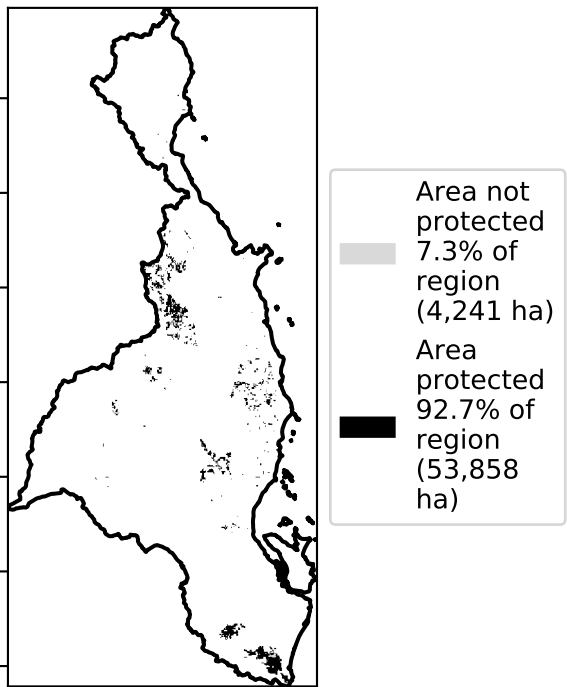 Area not
protected
7.3% of
region
(4,241 ha)
Area
protected
92.7% of
region
(53,858
ha)